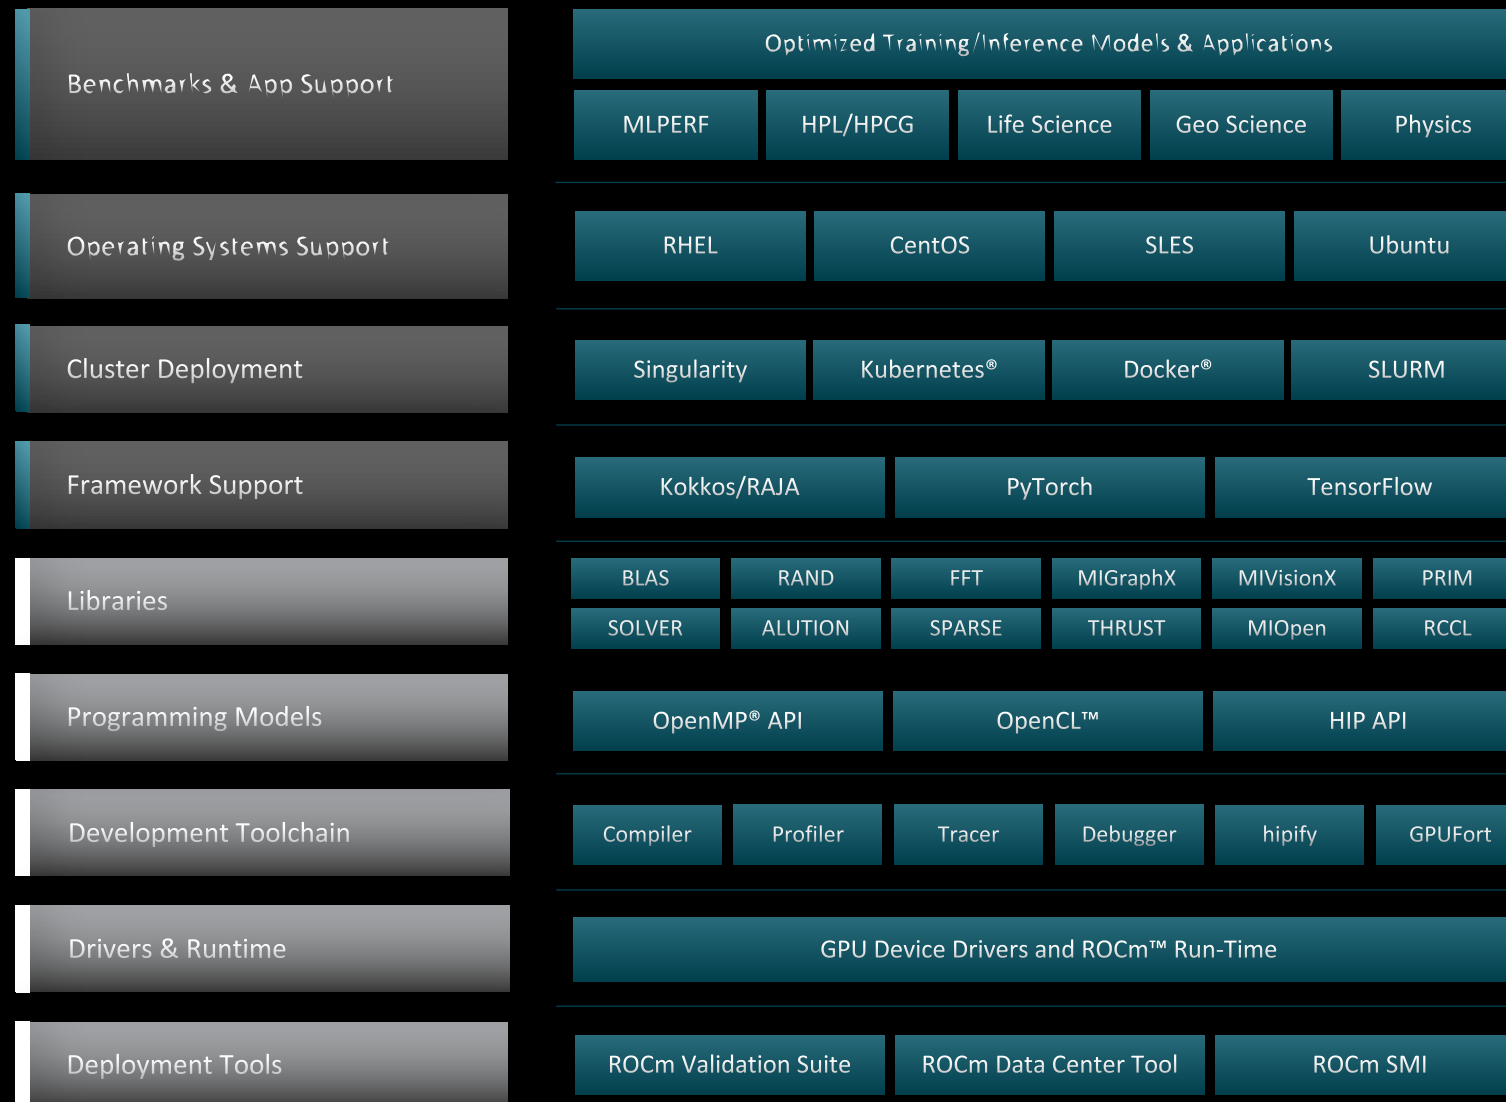 Benchmarks & App Support
Optimized Training/Inference Models & Applications
MLPERF
HPL/HPCG
Life Science
Geo Science
Physics
Operating Systems Support
RHEL
CentOS
SLES
Ubuntu
Cluster Deployment
Singularity
Kubernetes®
Docker®
SLURM
Framework Support
Kokkos/RAJA
PyTorch
TensorFlow
Libraries
BLAS
RAND
FFT
MIGraphX
MIVisionX
PRIM
SOLVER
ALUTION
SPARSE
THRUST
MIOpen
RCCL
Programming Models
OpenMP® API
OpenCL™
HIP API
Development Toolchain
Compiler
Profiler
Tracer
Debugger
hipify
GPUFort
Drivers & Runtime
GPU Device Drivers and ROCm™ Run-Time
Deployment Tools
ROCm Validation Suite
ROCm Data Center Tool
ROCm SMI